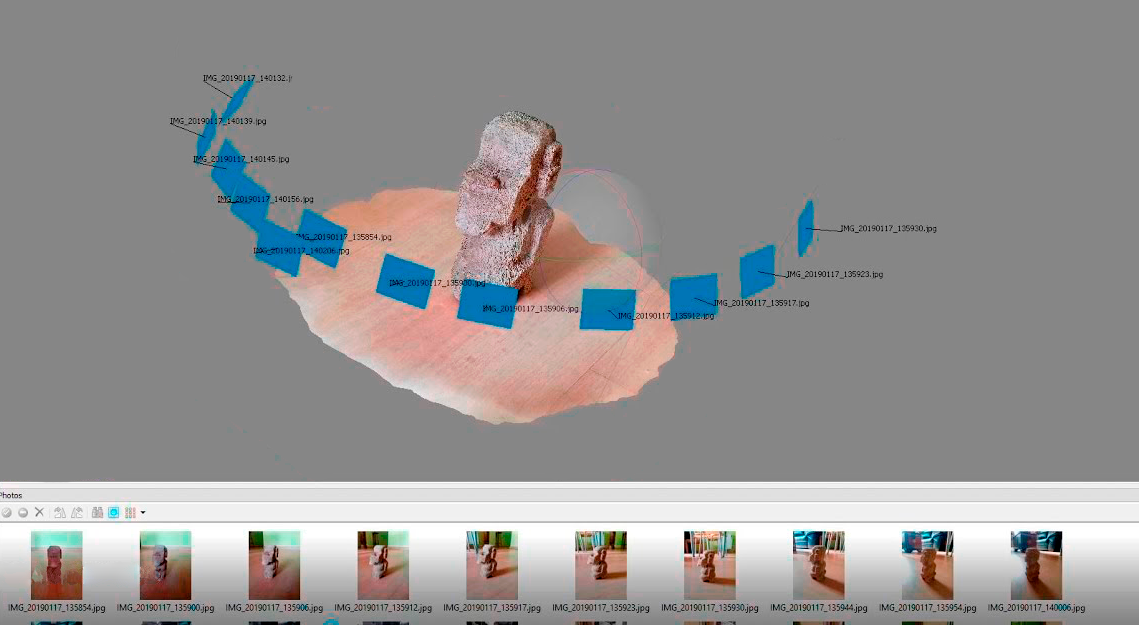 IMG_20190117_140132.j
IMG_20190117_140139.jpg
IMG_20190117_140145.jpg
IMG_20190117_140156.jpg
IMG_20190117_135930.jpg
IMG_20190117_135854.jpg
IMG_20190117_140206.jpg
IMG_20190117_135923.jpg
IMG_20190117_135900.jpg
IMG_20190117_135917.jpg
IMG_20190117_135906.jpg
IMG_20190117_135912.jpg
Photos
IMG_20190117_135854.jpg IMG_20190117_135900.jpg IMG_20190117_135906.jpg IMG_20190117_135912.jpg IMG_20190117_135917.jpg IMG_20190117_135923.jpg IMG_20190117_135930.jpg IMG_20190117_135944.jpg IMG_20190117_135954.jpg IMG_20190117_140006.jpg